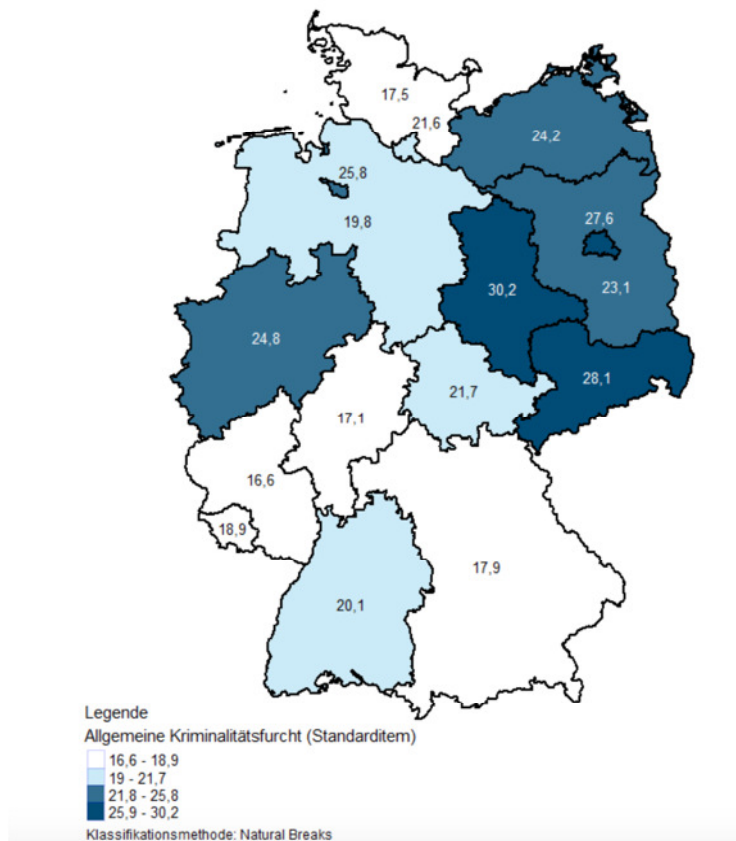 17,5
21,6
24,2
25,8
27,6
19,8
30,2
23,1
24,8
28,1
21,7
17,1
16,6
18,9
17,9
20,1
Legende
Allgemeine Kriminalitätsfurcht (Standarditem)
16,6 - 18,9
19 - 21,7
21,8 - 25,8
25,9 - 30,2
Klassifikationsmethode: Natural Breaks